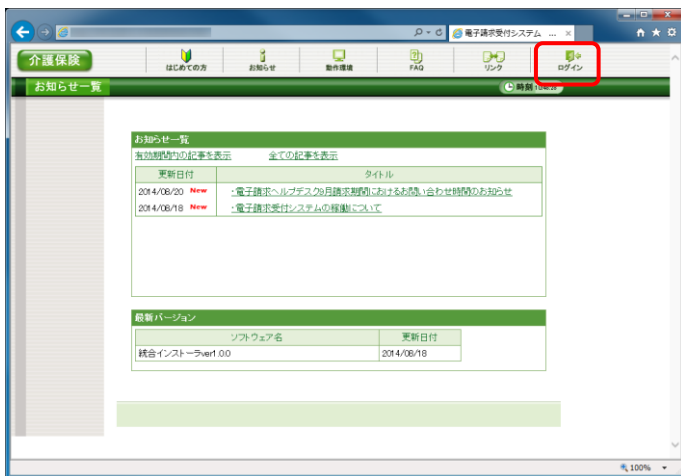 電子請求受付システム ... ×
介護保険
はじめての方 お知らせ 動作環境 FAQ リンク ログイン
お知らせ一覧
時刻
お知らせ一覧
有効期間内の記事を表示 全ての記事を表示
更新日付 タイトル
2014/08/20 New ・電子請求ヘルプデスク9月請求期間におけるお問い合わせ時間のお知らせ
2014/08/18 New ・電子請求受付システムの稼働について
最新バージョン
ソフトウェア名 更新日付
統合インストーラver1.0.0 2014/08/18
100%